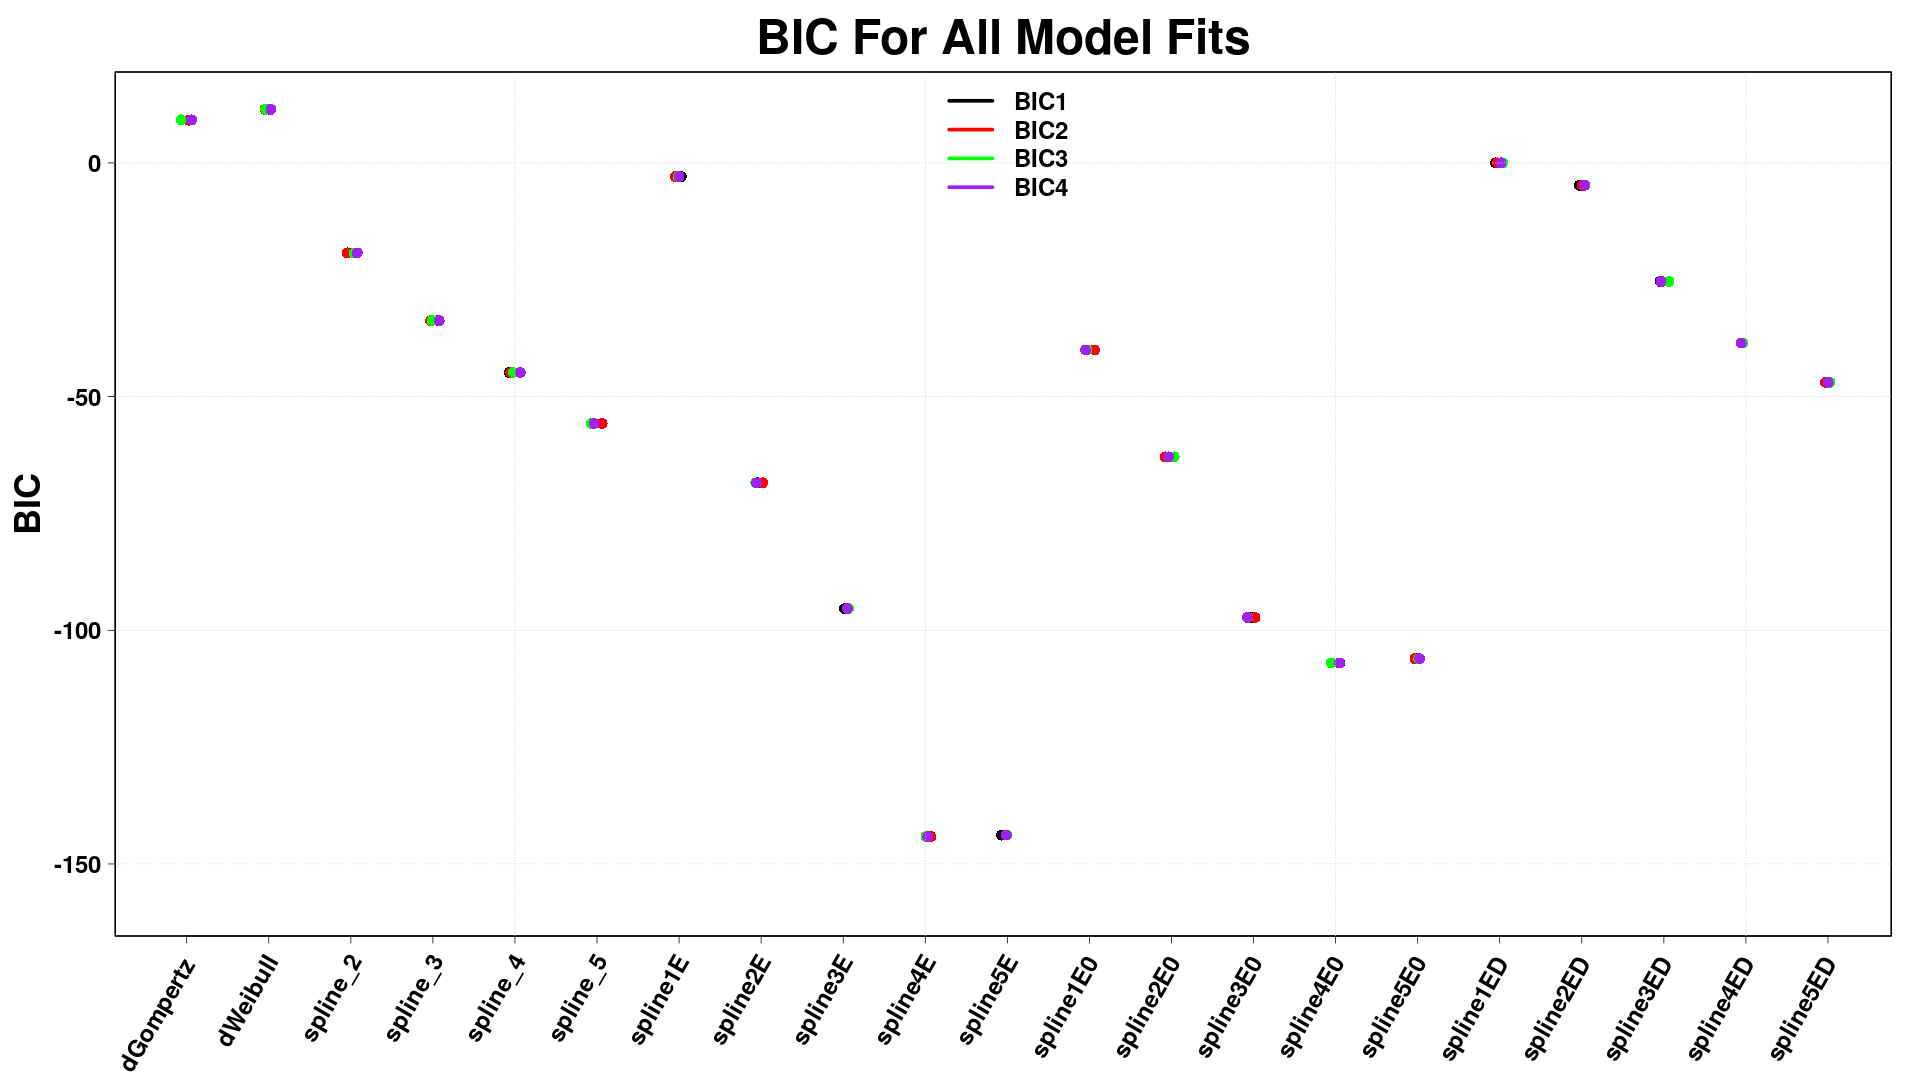 BIC For All Model Fits
BIC1
BIC2
BIC3
BIC4
BIC
0
-50
-100
-150
dGompertz
dWeibull
spline_2
spline_3
spline_4
spline_5
spline1E
spline2E
spline3E
spline4E
spline5E
spline1E0
spline2E0
spline3E0
spline4E0
spline5E0
spline1ED
spline2ED
spline3ED
spline4ED
spline5ED